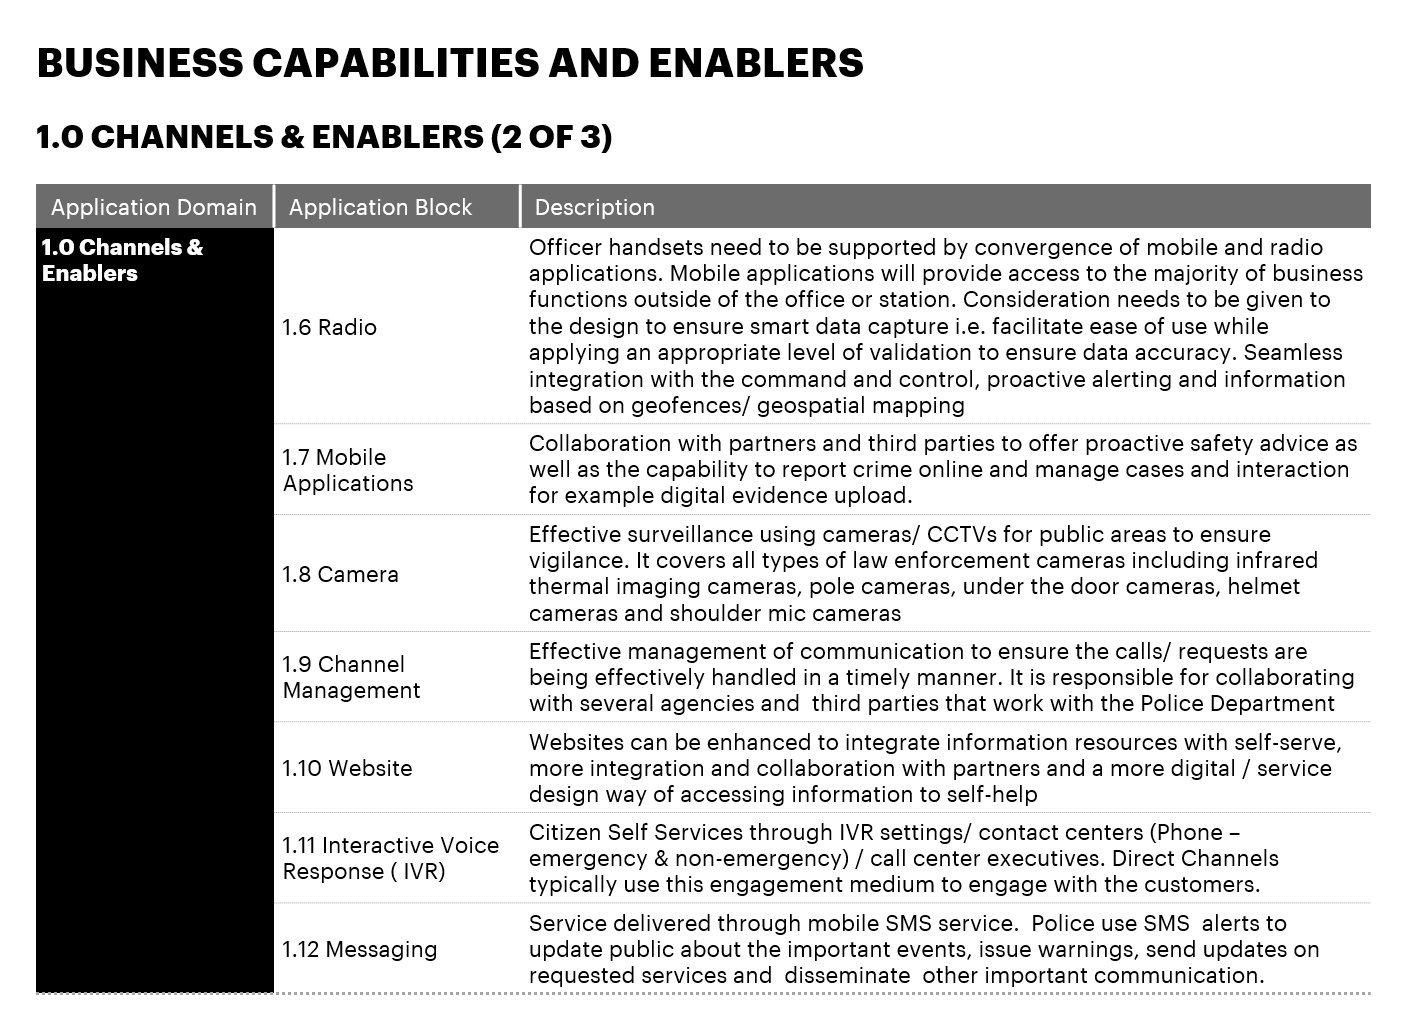 BUSINESS CAPABILITIES AND ENABLERS
1.0 CHANNELS & ENABLERS (2 OF 3)
Application Domain
Application Block
Description
1.0 Channels &
Enablers
1.6 Radio
Officer handsets need to be supported by convergence of mobile and radio
applications. Mobile applications will provide access to the majority of business
functions outside of the office or station. Consideration needs to be given to
the design to ensure smart data capture i.e. facilitate ease of use while
applying an appropriate level of validation to ensure data accuracy. Seamless
integration with the command and control, proactive alerting and information
based on geofences/ geospatial mapping
1.7 Mobile
Applications
Collaboration with partners and third parties to offer proactive safety advice as
well as the capability to report crime online and manage cases and interaction
for example digital evidence upload.
1.8 Camera
Effective surveillance using cameras/ CCTVs for public areas to ensure
vigilance. It covers all types of law enforcement cameras including infrared
thermal imaging cameras, pole cameras, under the door cameras, helmet
cameras and shoulder mic cameras
1.9 Channel
Management
Effective management of communication to ensure the calls/ requests are
being effectively handled in a timely manner. It is responsible for collaborating
with several agencies and  third parties that work with the Police Department
1.10 Website
Websites can be enhanced to integrate information resources with self-serve,
more integration and collaboration with partners and a more digital / service
design way of accessing information to self-help
1.11 Interactive Voice
Response ( IVR)
Citizen Self Services through IVR settings/ contact centers (Phone –
emergency & non-emergency) / call center executives. Direct Channels
typically use this engagement medium to engage with the customers.
1.12 Messaging
Service delivered through mobile SMS service.  Police use SMS  alerts to
update public about the important events, issue warnings, send updates on
requested services and  disseminate  other important communication.